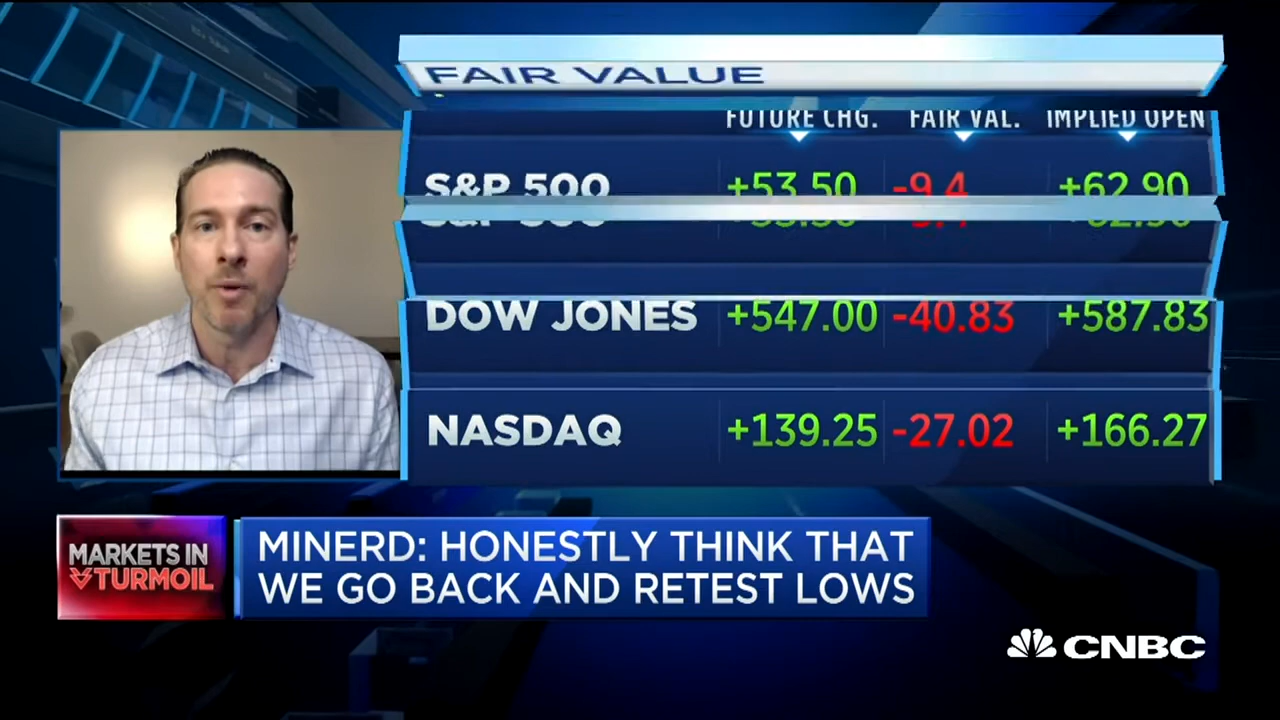 FAIR VALUE
FUTURE CHG. FAIR VAL. IMPLIED OPEN
S&P 500 +53.50 -9.4 +62.90
DOW JONES +547.00 -40.83 +587.83
NASDAQ +139.25 -27.02 +166.27
MARKETS IN
TURMOIL
MINERD: HONESTLY THINK THAT
WE GO BACK AND RETEST LOWS
CNBC